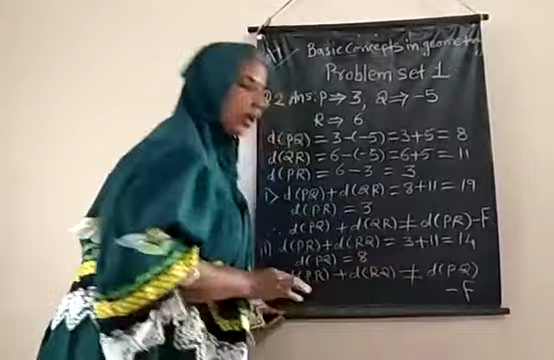 Basic concepts in geometry
Problem set 1
Q 2 Ans: P ⇒ 3, Q ⇒ -5
R ⇒ 6
d(PQ) = 3-(-5) = 3+5 = 8
d(QR) = 6-(-5) = 6+5 = 11
d(PR) = 6-3 = 3
i> d(PQ)+d(QR) = 8+11 = 19
d(PR) = 3
∴ d(PQ)+d(QR) ≠ d(PR)-F
ii) d(PR)+d(RQ) = 3+11 = 14
d(PQ) = 8
d(PR)+d(RQ) ≠ d(PQ)
-F